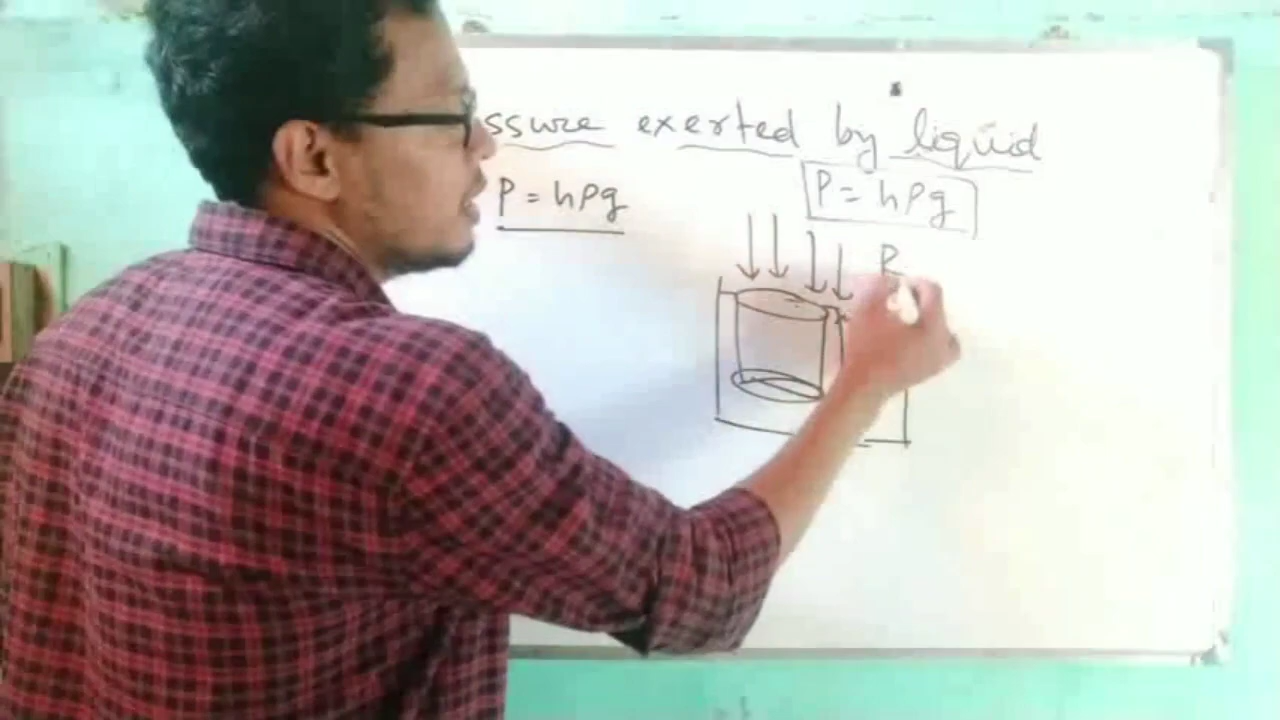 ssure exerted by liquid
P = hρg P = hρg
P